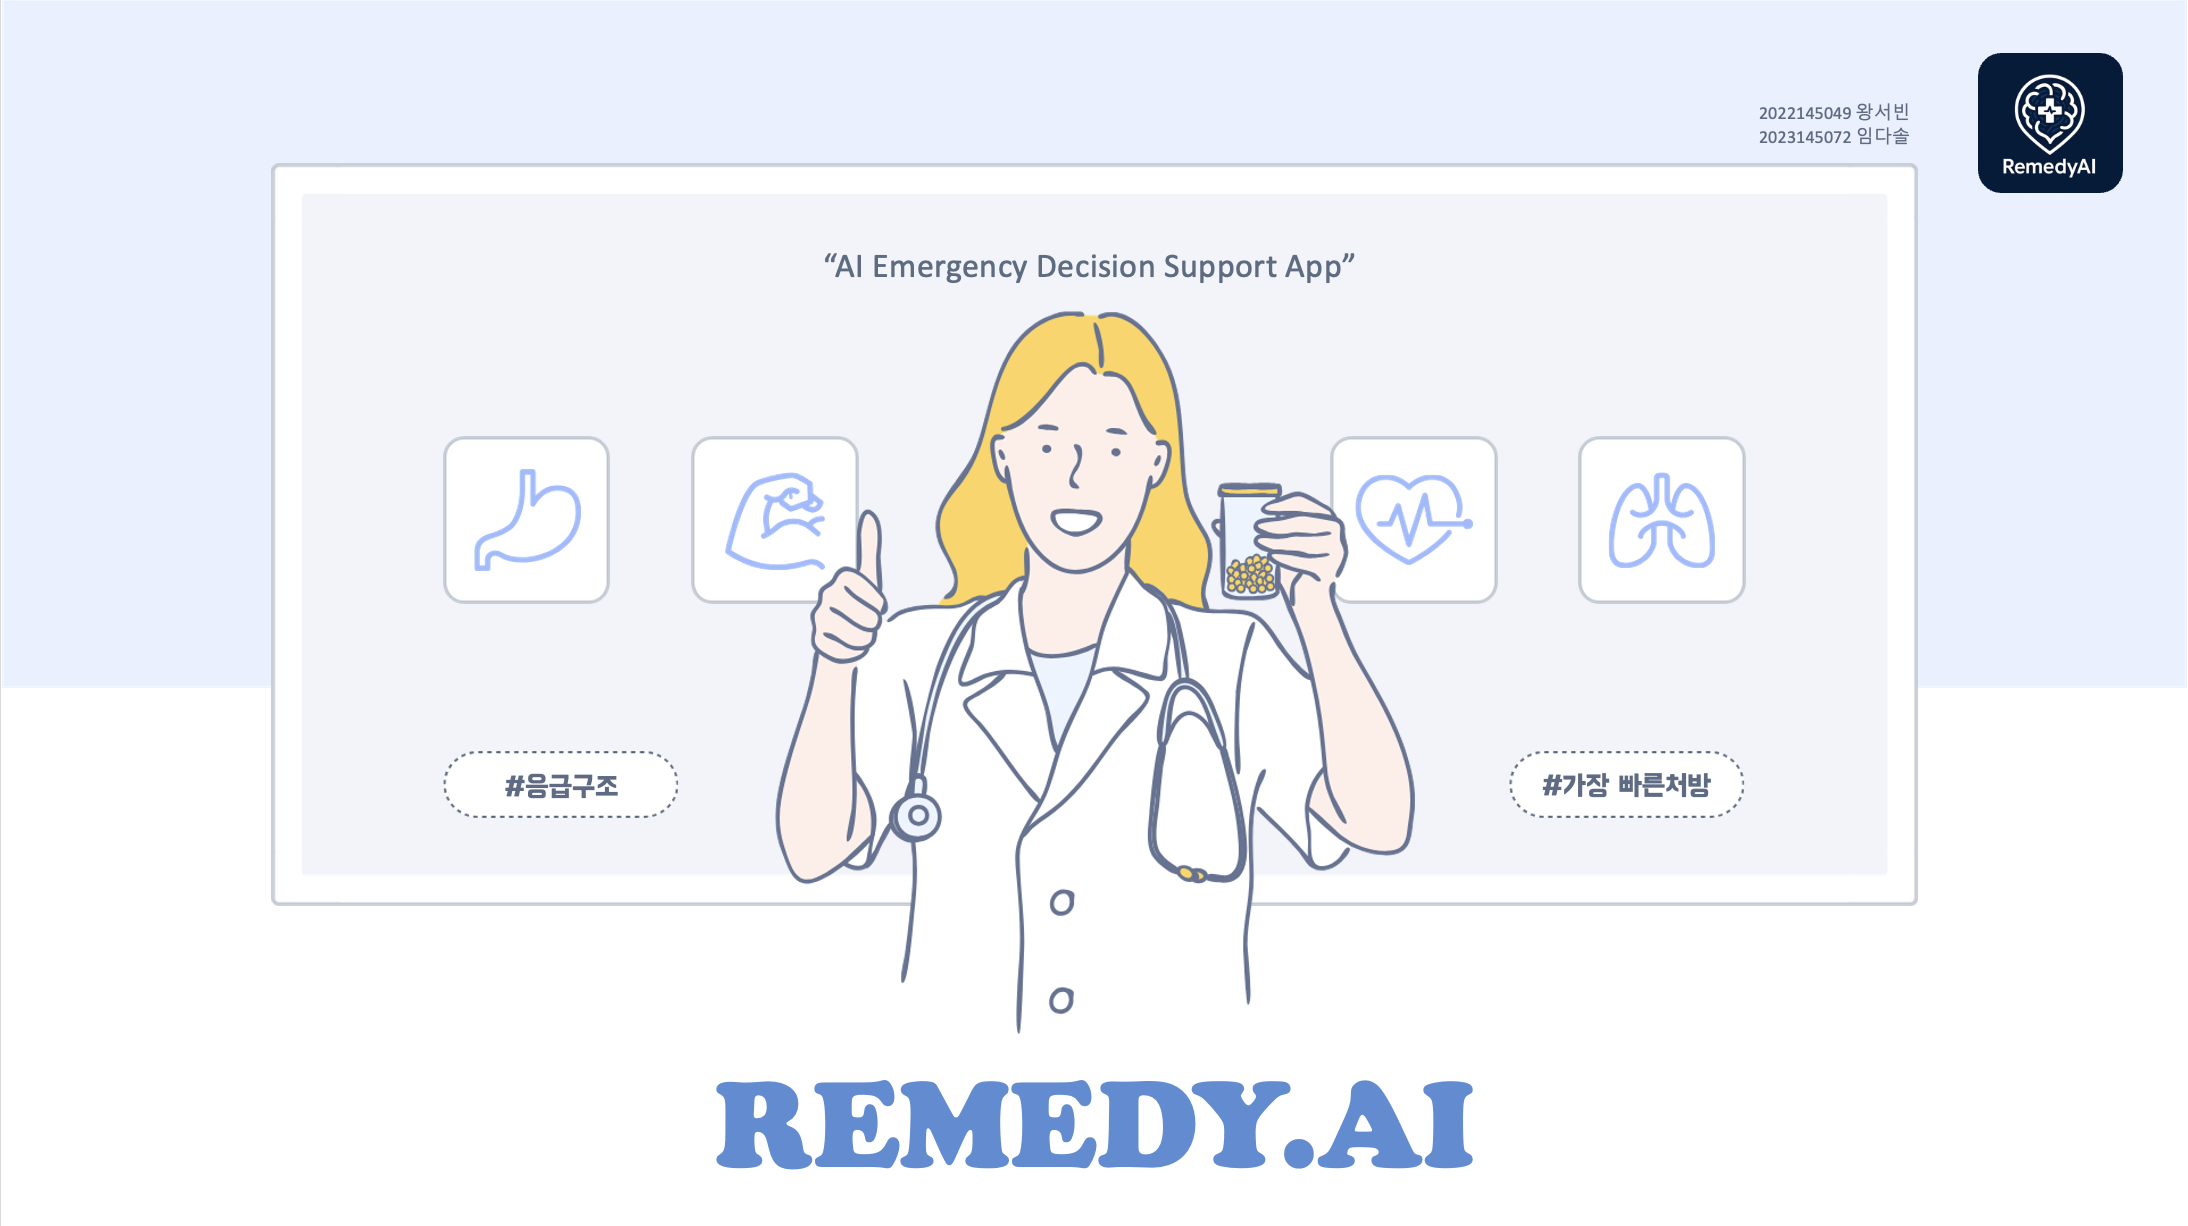 2022145049 왕서빈
2023145072 임다솔
RemedyAI
“AI Emergency Decision Support App”
#응급구조
#가장 빠른처방
REMEDY.AI